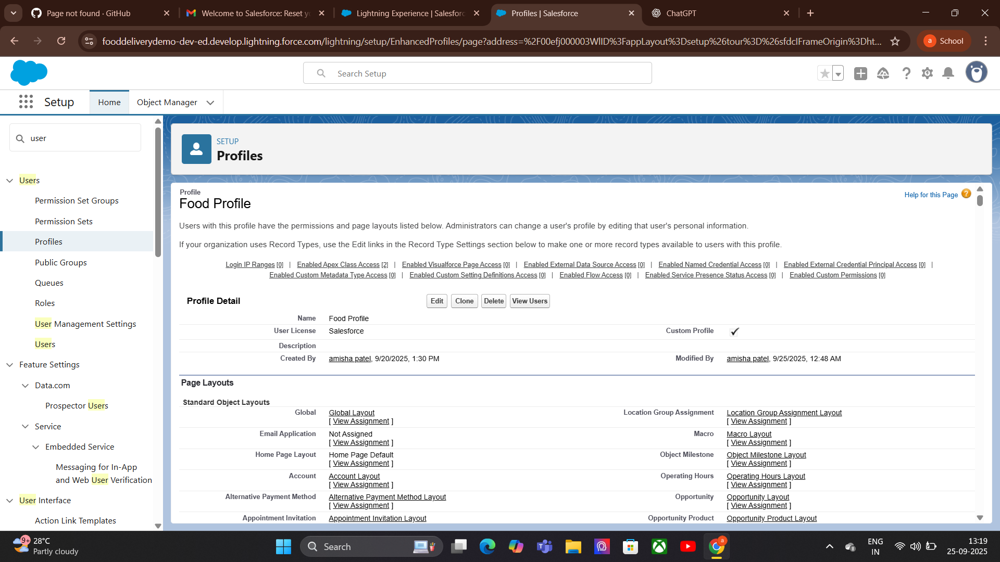 Page not found · GitHub
Welcome to Salesforce: Reset yo
Lightning Experience | Salesforc
Profiles | Salesforce
ChatGPT
fooddeliverydemo-dev-ed.develop.lightning.force.com/lightning/setup/EnhancedProfiles/page?address=%2F00efj000003WlID%3FappLayout%3Dsetup%26tour%3D%26sfdcIFrameOrigin%3Dht...
a School
Search Setup
Setup
Home
Object Manager
user
Users
Permission Set Groups
Permission Sets
Profiles
Public Groups
Queues
Roles
User Management Settings
Users
Feature Settings
Data.com
Prospector Users
Service
Embedded Service
Messaging for In-App
and Web User Verification
User Interface
Action Link Templates
SETUP
Profiles
Profile
Food Profile
Help for this Page ?
Users with this profile have the permissions and page layouts listed below. Administrators can change a user's profile by editing that user's personal information.
If your organization uses Record Types, use the Edit links in the Record Type Settings section below to make one or more record types available to users with this profile.
Login IP Ranges [0] | Enabled Apex Class Access [2] | Enabled Visualforce Page Access [0] | Enabled External Data Source Access [0] | Enabled Named Credential Access [0] | Enabled External Credential Principal Access [0] |
Enabled Custom Metadata Type Access [0] | Enabled Custom Setting Definitions Access [0] | Enabled Flow Access [0] | Enabled Service Presence Status Access [0] | Enabled Custom Permissions [0]
Profile Detail
Edit Clone Delete View Users
Name Food Profile
User License Salesforce Custom Profile
Description
Created By amisha patel, 9/20/2025, 1:30 PM Modified By amisha patel, 9/25/2025, 12:48 AM
Page Layouts
Standard Object Layouts
Global Global Layout Location Group Assignment Location Group Assignment Layout
[ View Assignment ] [ View Assignment ]
Email Application Not Assigned Macro Macro Layout
[ View Assignment ] [ View Assignment ]
Home Page Layout Home Page Default Object Milestone Object Milestone Layout
[ View Assignment ] [ View Assignment ]
Account Account Layout Operating Hours Operating Hours Layout
[ View Assignment ] [ View Assignment ]
Alternative Payment Method Alternative Payment Method Layout Opportunity Opportunity Layout
[ View Assignment ] [ View Assignment ]
Appointment Invitation Appointment Invitation Layout Opportunity Product Opportunity Product Layout
9+
28°C
Partly cloudy
Search
a
ENG
IN
13:19
25-09-2025